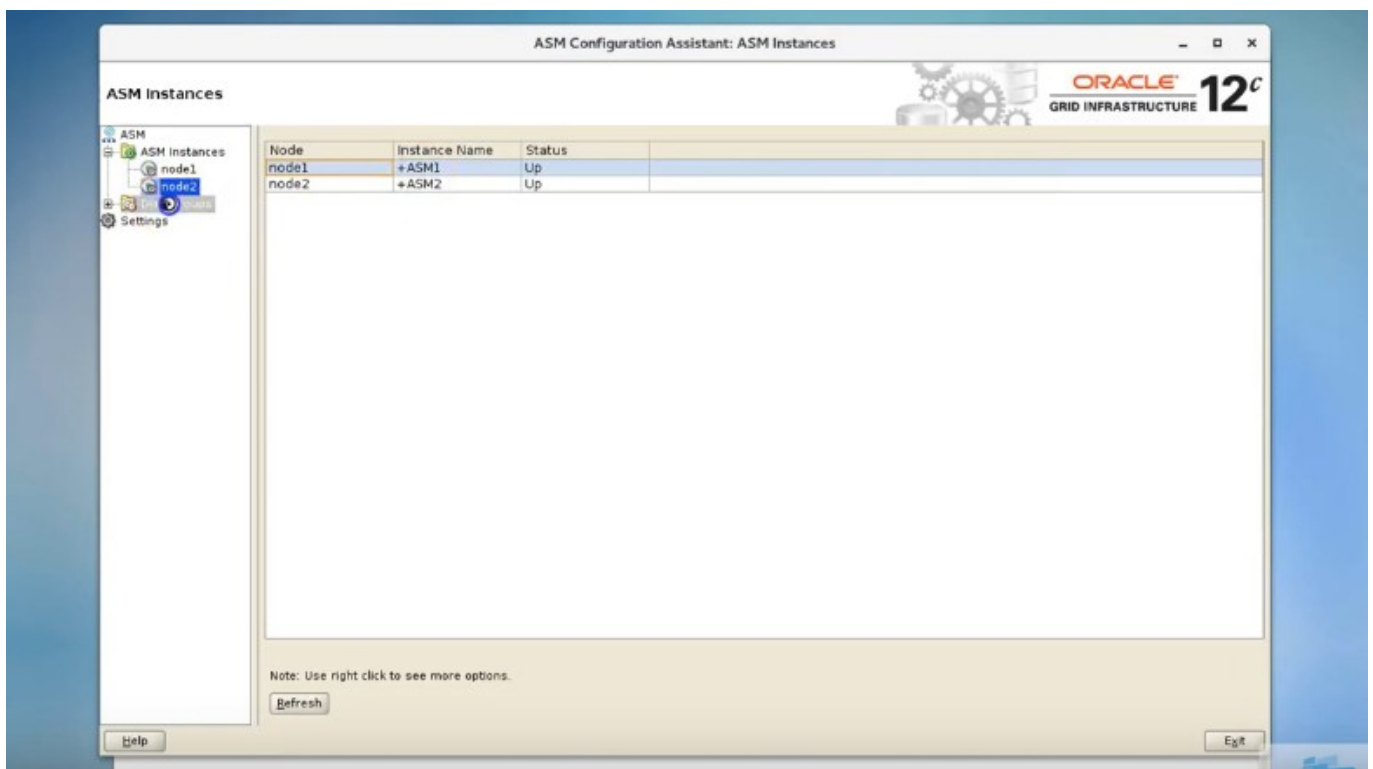 ASM Configuration Assistant: ASM Instances
ASM Instances
ORACLE
GRID INFRASTRUCTURE
12c
ASM
ASM Instances
node1
node2
Settings
Node Instance Name Status
node1 +ASM1 Up
node2 +ASM2 Up
Note: Use right click to see more options.
Refresh
Help
Exit